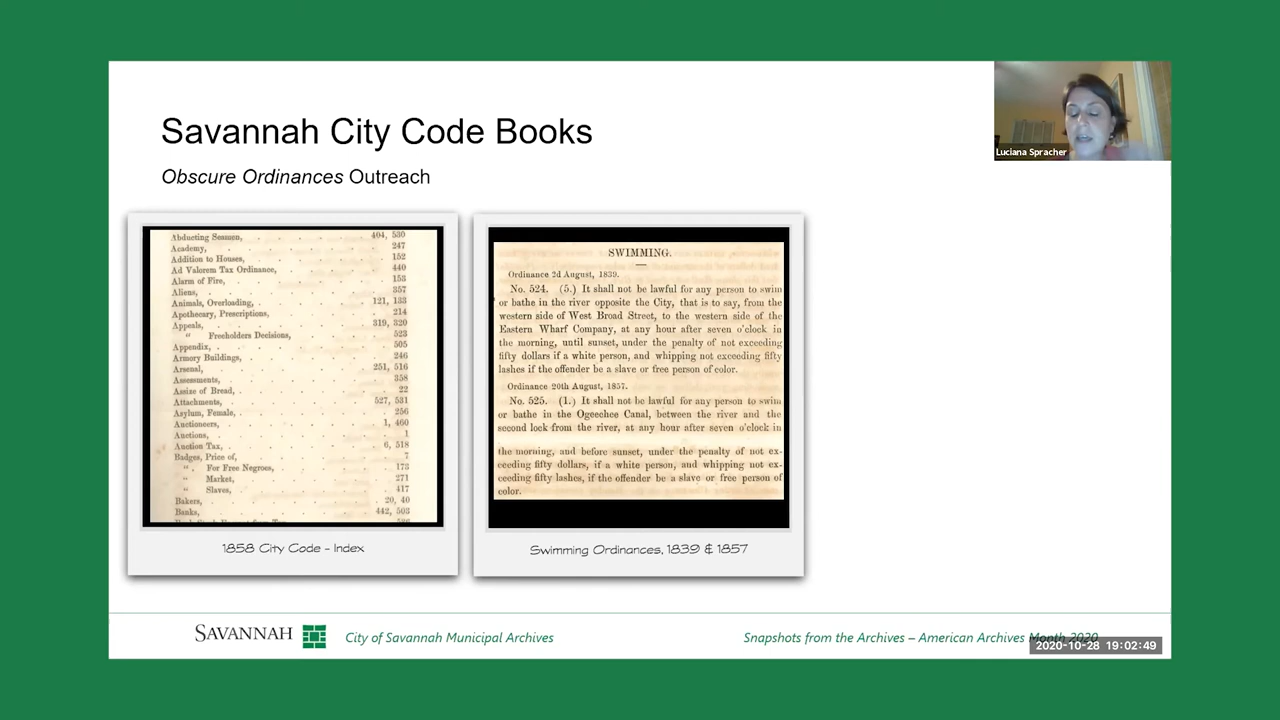 Savannah City Code Books
Luciana Spracher
Obscure Ordinances Outreach
Abducting Seamen, 404, 530
Academy, 247
Addition to Houses, 152
Ad Valorem Tax Ordinance, 440
Alarm of Fire, 153
Aliens, 357
Animals, Overloading, 121, 133
Apothecary, Prescriptions, 214
Appeals, 319, 320
" Freeholders Decisions, 523
Appendix, 505
Armory Buildings, 246
Arsenal, 251, 516
Assessments, 358
Assize of Bread, 22
Attachments, 527, 531
Asylum, Female, 256
Auctioneers, 1, 460
Auctions, 1
Auction Tax, 6, 518
Badges, Price of, 7
" For Free Negroes, 173
" Market, 271
" Slaves, 417
Bakers, 20, 40
Banks, 442, 503
1858 City Code - Index
SWIMMING.
Ordinance 2d August, 1839.
No. 524. (5.) It shall not be lawful for any person to swim
or bathe in the river opposite the City, that is to say, from the
western side of West Broad Street, to the western side of the
Eastern Wharf Company, at any hour after seven o'clock in
the morning, until sunset, under the penalty of not exceeding
fifty dollars if a white person, and whipping not exceeding fifty
lashes if the offender be a slave or free person of color.
Ordinance 20th August, 1857.
No. 525. (1.) It shall not be lawful for any person to swim
or bathe in the Ogeechee Canal, between the river and the
second lock from the river, at any hour after seven o'clock in
the morning, and before sunset, under the penalty of not ex-
ceeding fifty dollars, if a white person, and whipping not ex-
ceeding fifty lashes, if the offender be a slave or free person of
color.
Swimming Ordinances, 1839 & 1857
SAVANNAH
City of Savannah Municipal Archives
Snapshots from the Archives – American Archives Month 2020
2020-10-28 19:02:49